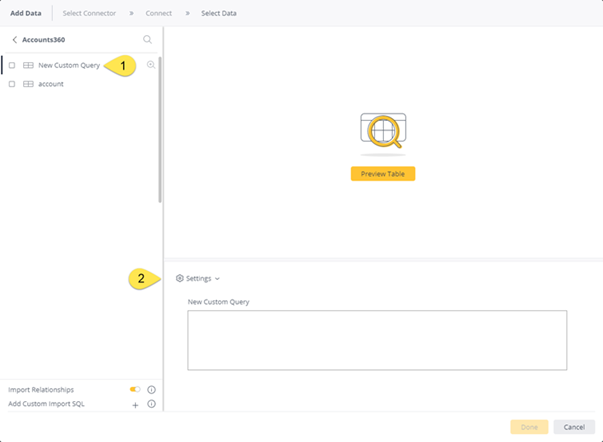 Add Data Select Connector > Connect > Select Data
Accounts360
New Custom Query 1
account
Preview Table
2 Settings
New Custom Query
Import Relationships
Add Custom Import SQL +
Done Cancel